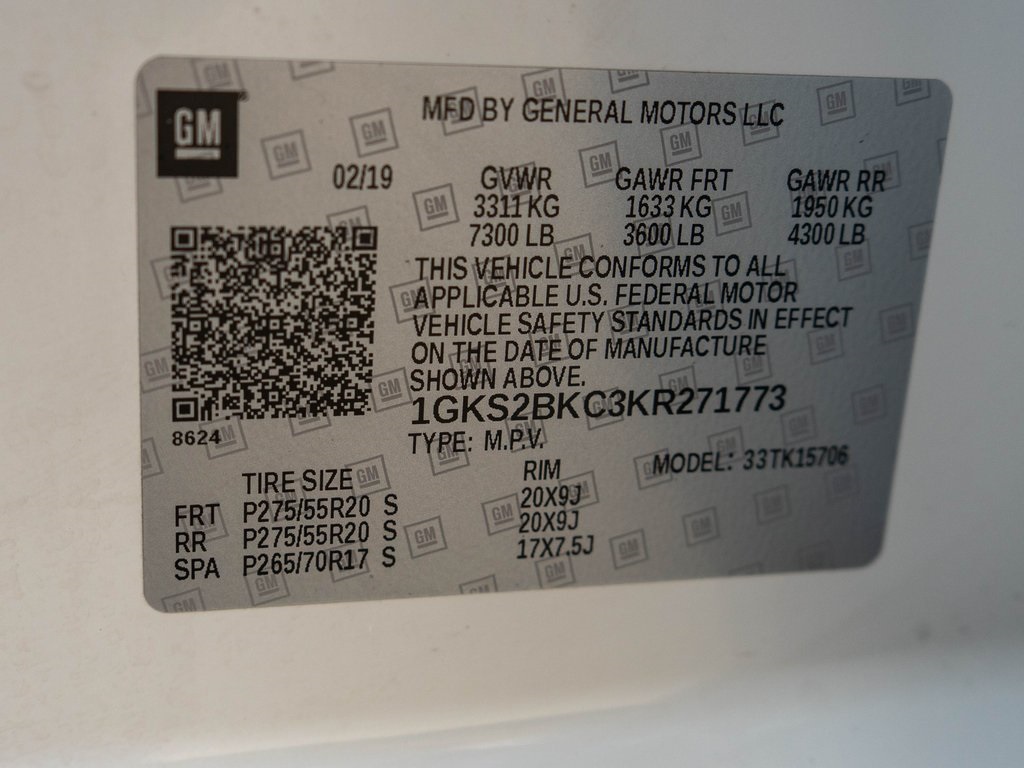 GM
MFD BY GENERAL MOTORS LLC
02/19 GVWR GAWR FRT GAWR RR
3311 KG 1633 KG 1950 KG
7300 LB 3600 LB 4300 LB
THIS VEHICLE CONFORMS TO ALL
APPLICABLE U.S. FEDERAL MOTOR
VEHICLE SAFETY STANDARDS IN EFFECT
ON THE DATE OF MANUFACTURE
SHOWN ABOVE.
1GKS2BKC3KR271773
8624
TYPE: M.P.V. MODEL: 33TK15706
TIRE SIZE RIM
FRT P275/55R20 S 20X9J
RR P275/55R20 S 20X9J
SPA P265/70R17 S 17X7.5J